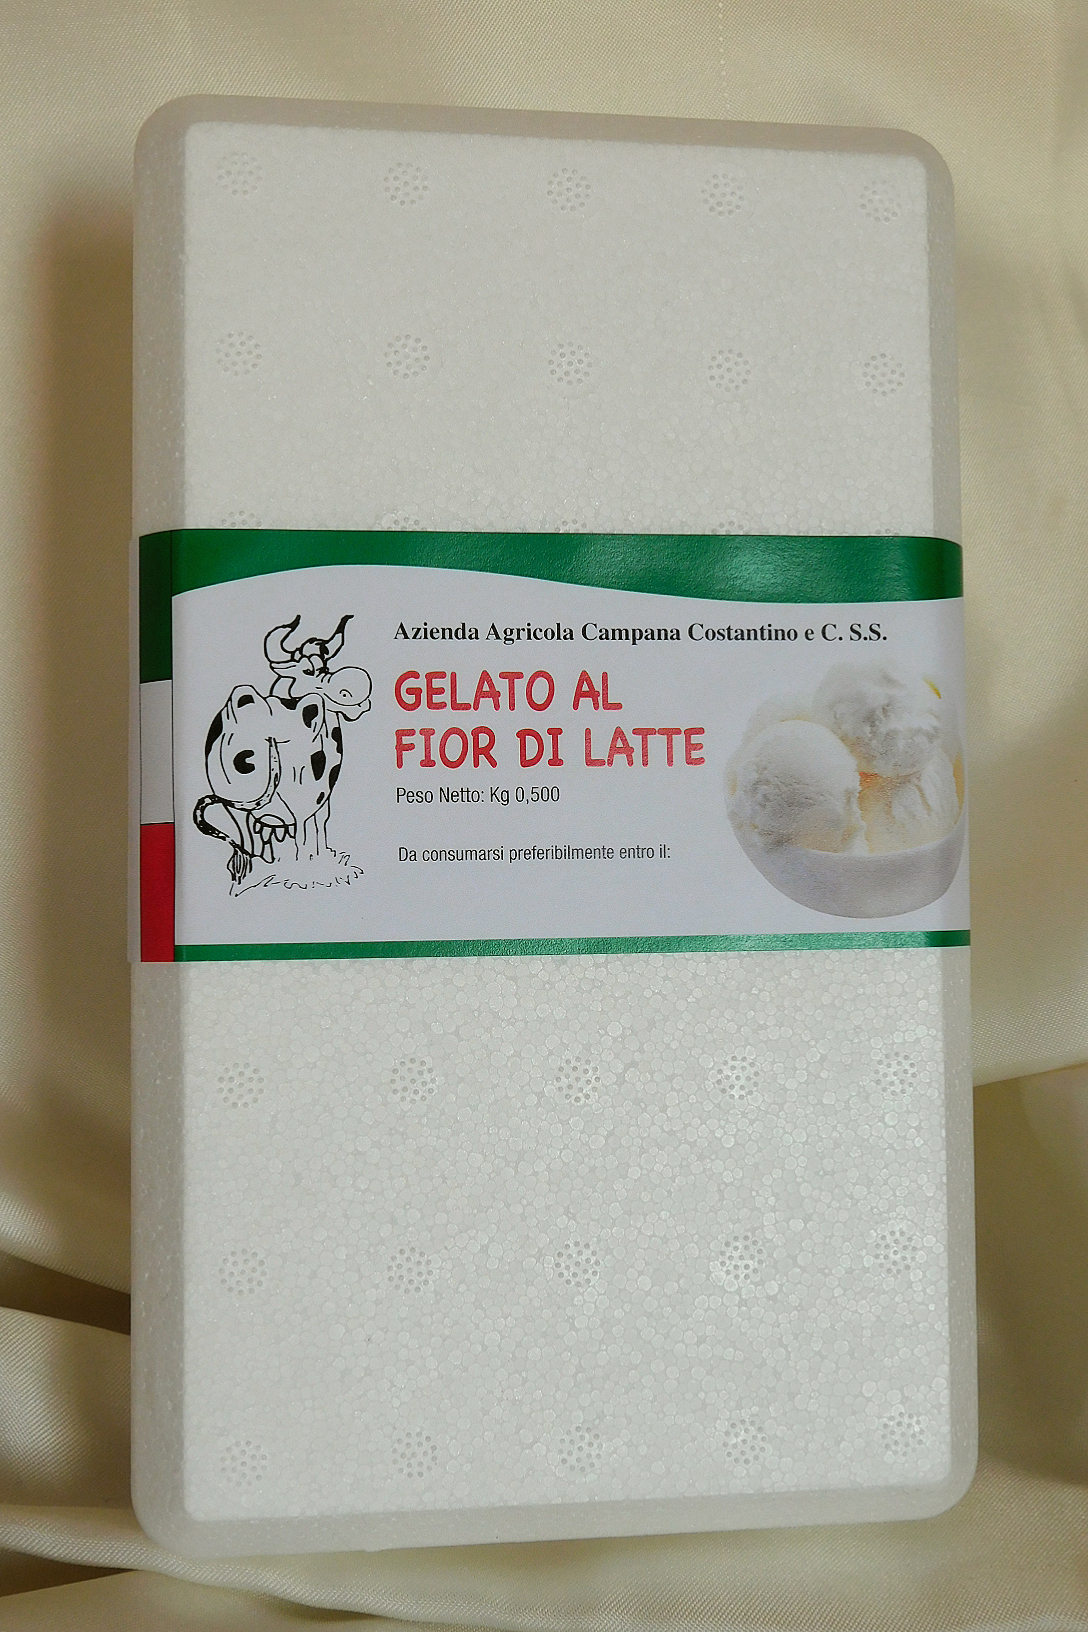 Azienda Agricola Campana Costantino e C. S.S.
GELATO AL
FIOR DI LATTE
Peso Netto: Kg 0,500
Da consumarsi preferibilmente entro il: